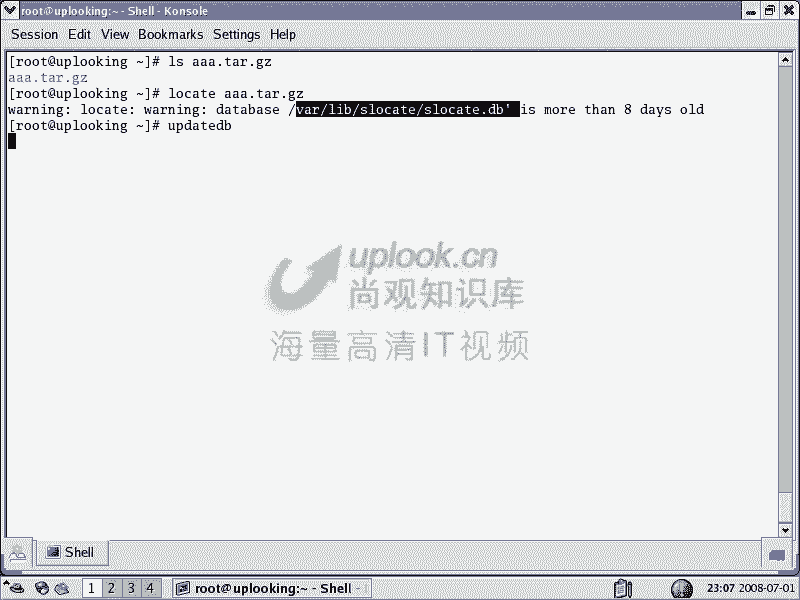 root@uplooking:~ - Shell - Konsole
Session Edit View Bookmarks Settings Help
[root@uplooking ~]# ls aaa.tar.gz
aaa.tar.gz
[root@uplooking ~]# locate aaa.tar.gz
warning: locate: warning: database /var/lib/slocate/slocate.db' is more than 8 days old
[root@uplooking ~]# updatedb
uplook.cn
尚观知识库
海量高清IT视频
Shell
1 2 3 4 root@uplooking:~ - Shell - 23:07 2008-07-01